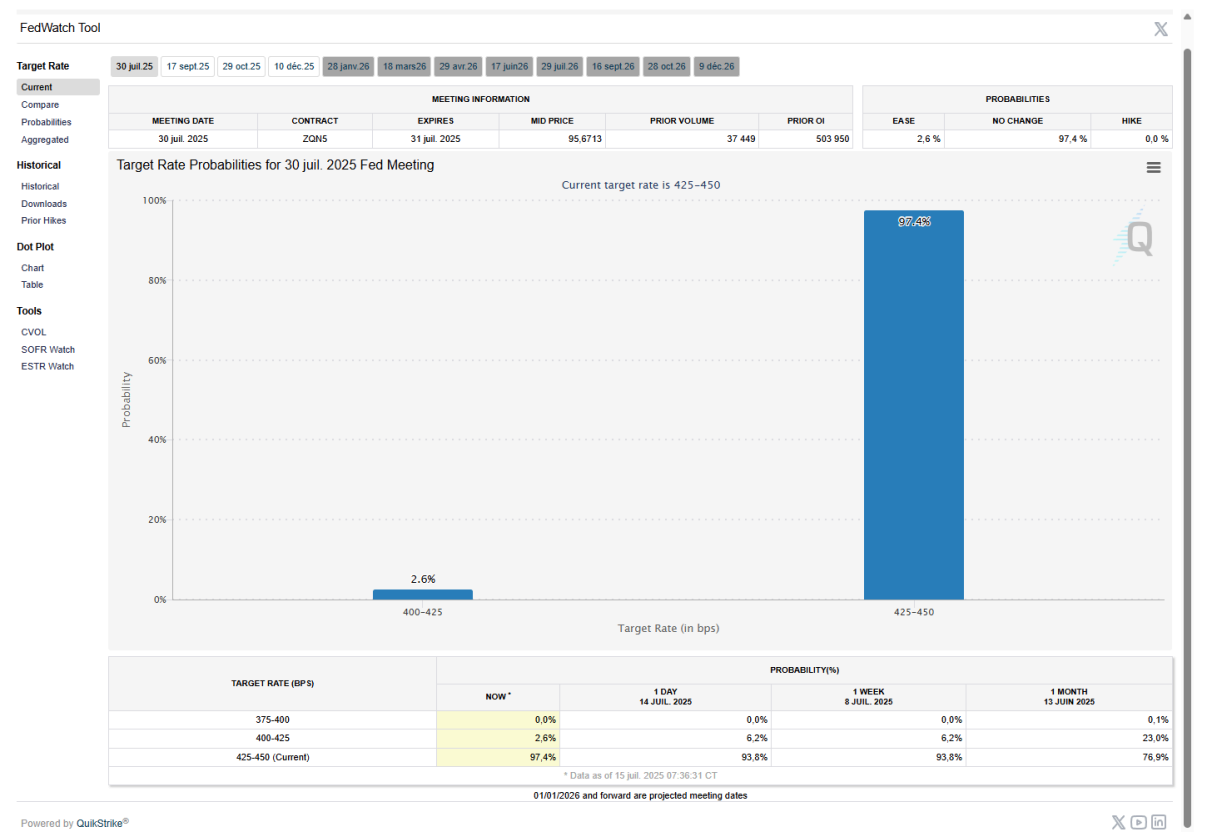 FedWatch Tool
Target Rate
Current
Compare
Probabilities
Aggregated
Historical
Historical
Downloads
Prior Hikes
Dot Plot
Chart
Table
Tools
CVOL
SOFR Watch
ESTR Watch
30 juil.25 17 sept.25 29 oct.25 10 déc.25 28 janv.26 18 mars26 29 avr.26 17 juin26 29 juil.26 16 sept.26 28 oct.26 9 déc.26
MEETING INFORMATION
MEETING DATE CONTRACT EXPIRES MID PRICE PRIOR VOLUME PRIOR OI
30 juil. 2025 ZQN5 31 juil. 2025 95,6713 37 449 503 950
PROBABILITIES
EASE NO CHANGE HIKE
2,6 % 97,4 % 0,0 %
Target Rate Probabilities for 30 juil. 2025 Fed Meeting
Current target rate is 425-450
100%
80%
60%
40%
20%
0%
Probability
2.6%
97.4%
Q
400-425 425-450
Target Rate (in bps)
TARGET RATE (BPS) PROBABILITY(%)
NOW * 1 DAY 1 WEEK 1 MONTH
14 JUIL. 2025 8 JUIL. 2025 13 JUIN 2025
375-400 0,0% 0,0% 0,0% 0,1%
400-425 2,6% 6,2% 6,2% 23,0%
425-450 (Current) 97,4% 93,8% 93,8% 76,9%
* Data as of 15 juil. 2025 07:36:31 CT
01/01/2026 and forward are projected meeting dates
Powered by QuikStrike®